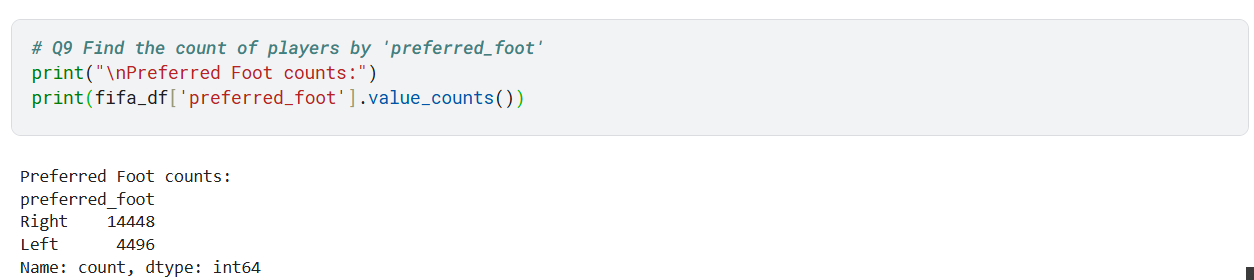 # Q9 Find the count of players by 'preferred_foot'
print("\nPreferred Foot counts:")
print(fifa_df['preferred_foot'].value_counts())
Preferred Foot counts:
preferred_foot
Right    14448
Left      4496
Name: count, dtype: int64